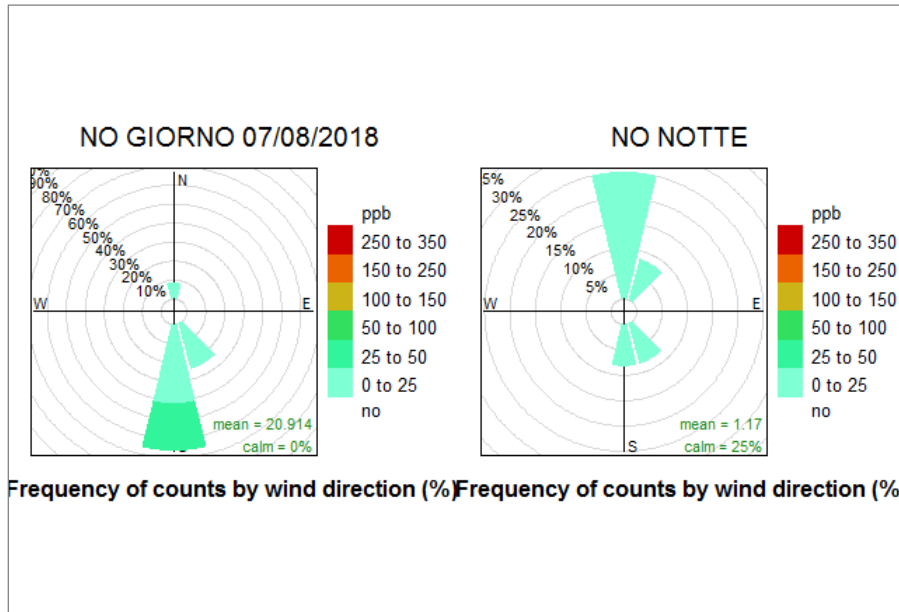 NO GIORNO 07/08/2018
90%
80%
70%
60%
50%
40%
30%
20%
10%
N
W
E
mean = 20.914
calm = 0%
ppb
250 to 350
150 to 250
100 to 150
50 to 100
25 to 50
0 to 25
no
Frequency of counts by wind direction (%)
NO NOTTE
5%
30%
25%
20%
15%
10%
5%
W
E
S
mean = 1.17
calm = 25%
ppb
250 to 350
150 to 250
100 to 150
50 to 100
25 to 50
0 to 25
no
Frequency of counts by wind direction (%